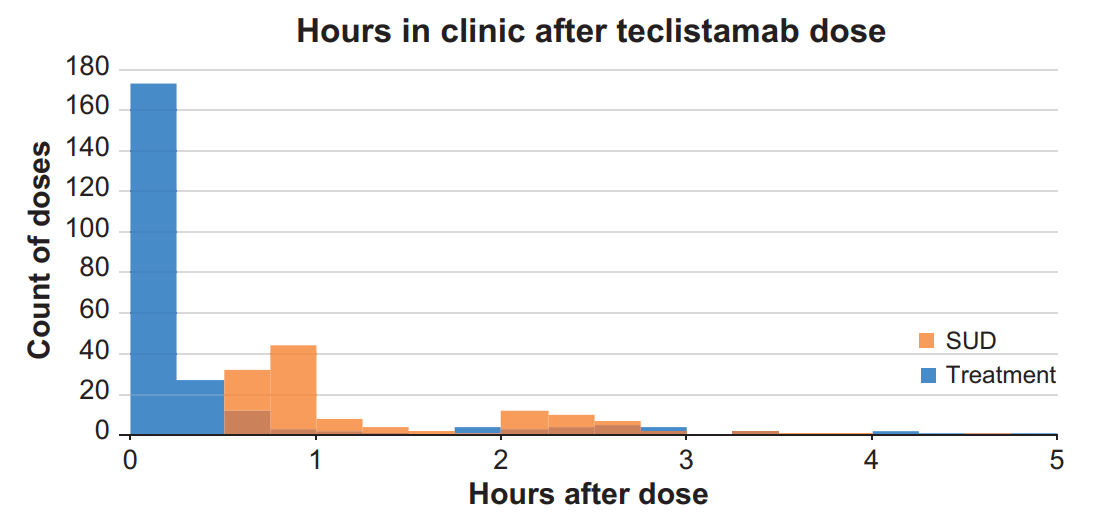 Hours in clinic after teclistamab dose
Count of doses
180
160
140
120
100
80
60
40
20
0
SUD
Treatment
0 1 2 3 4 5
Hours after dose